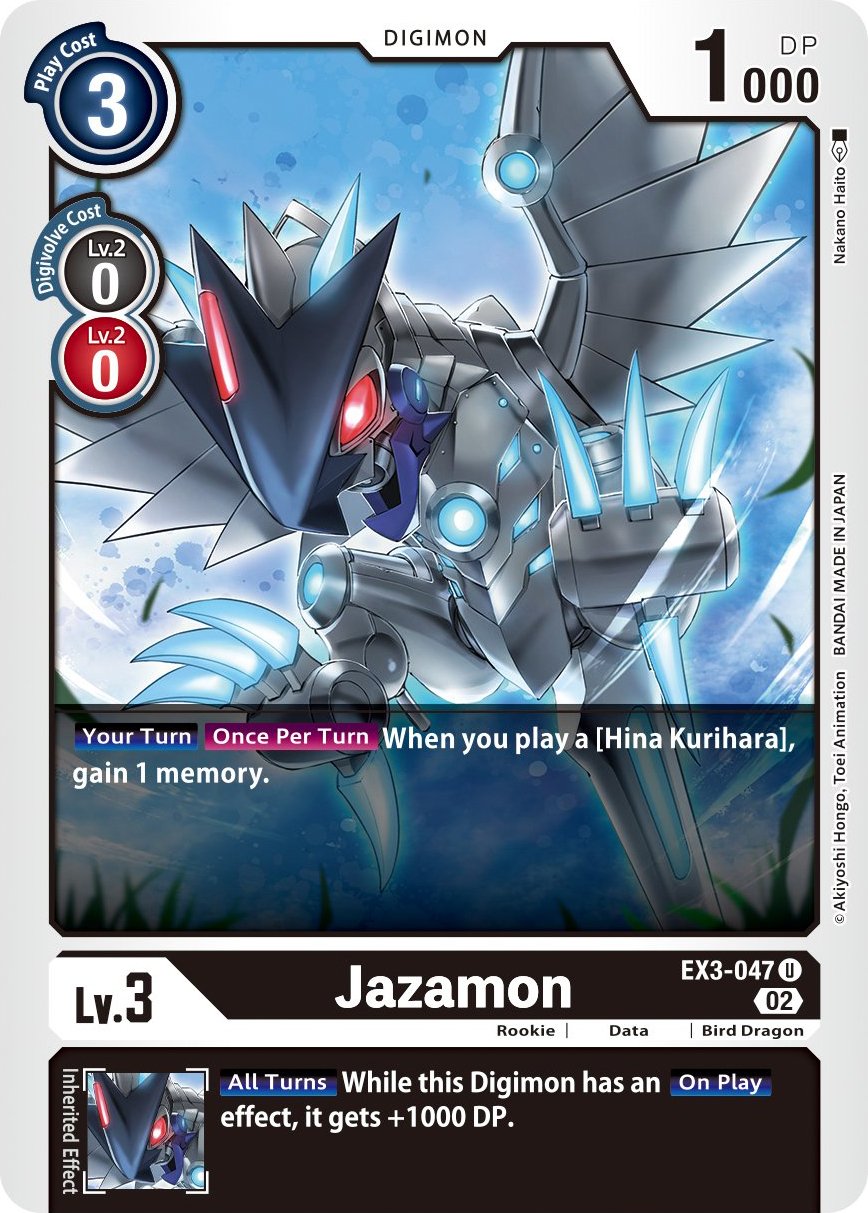 DIGIMON
Play Cost
3
DP
1000
Digivolve Cost
Lv.2
0
Lv.2
0
Nakano Haito
BANDAI MADE IN JAPAN
©Akiyoshi Hongo, Toei Animation
Your Turn Once Per Turn When you play a [Hina Kurihara],
gain 1 memory.
Lv.3
Jazamon
EX3-047 U
02
Rookie | Data | Bird Dragon
Inherited Effect
All Turns While this Digimon has an On Play
effect, it gets +1000 DP.